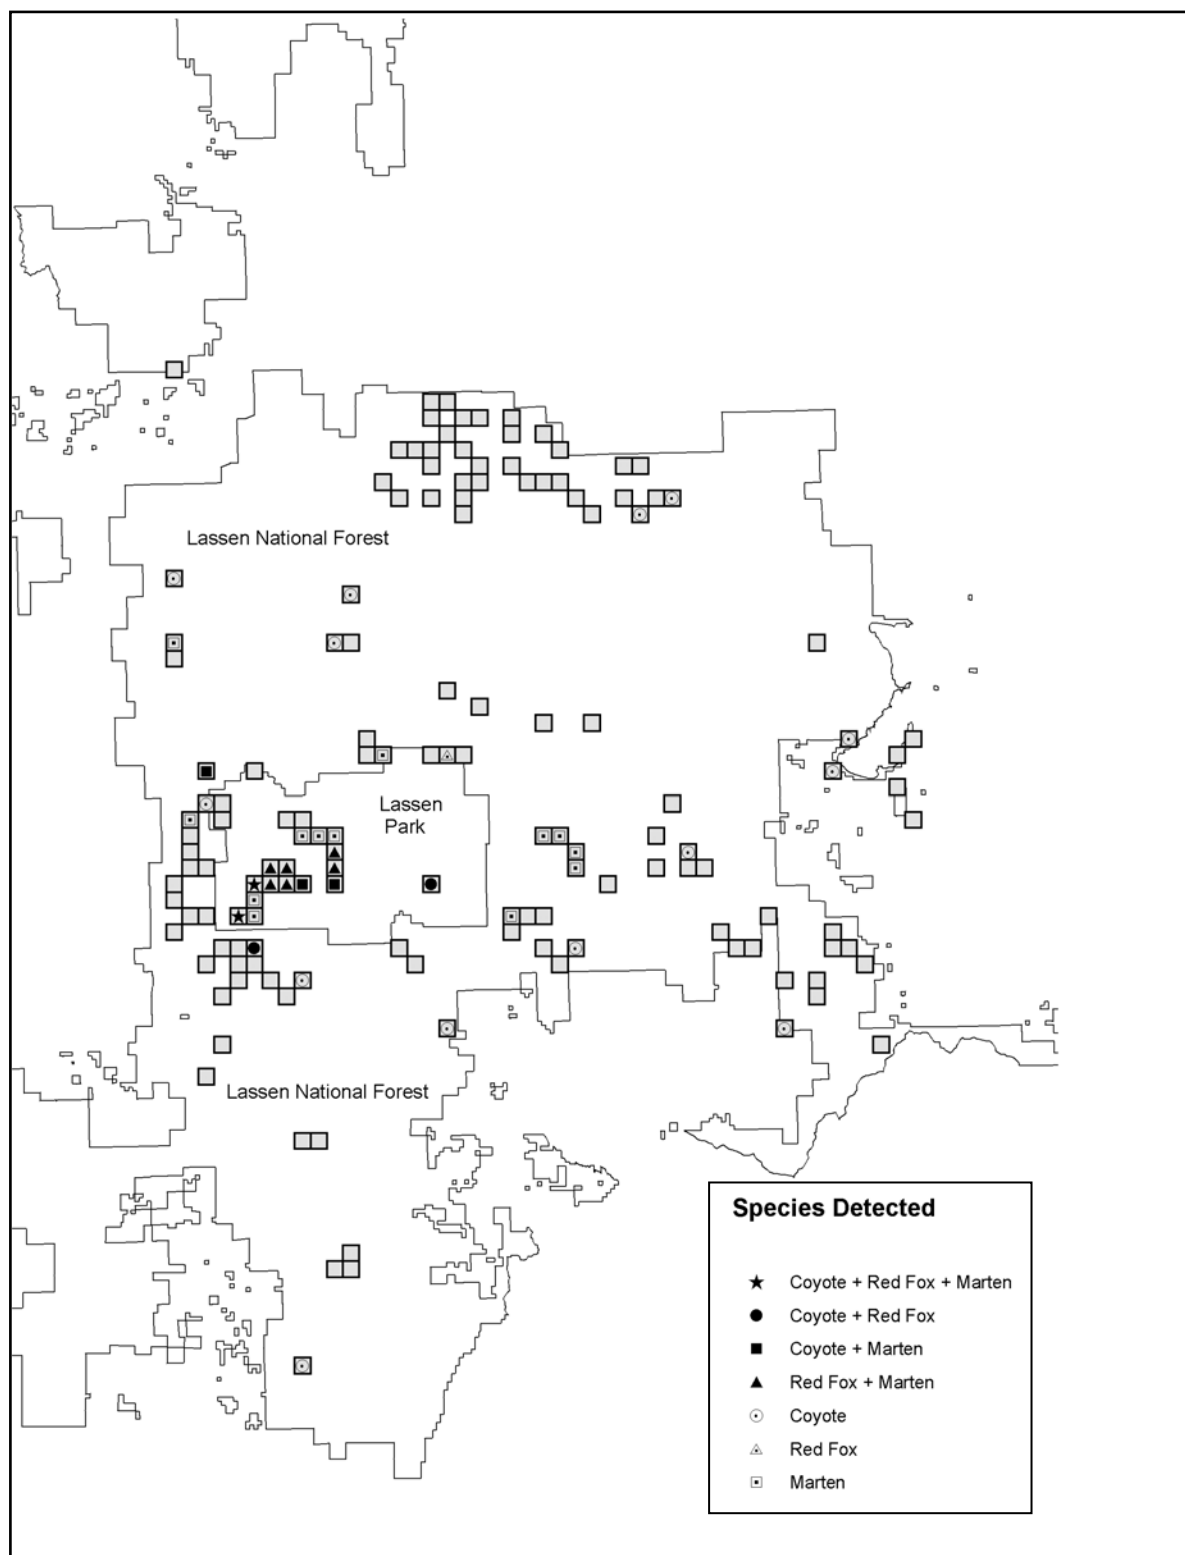 Lassen National Forest
Lassen
Park
Lassen National Forest
Species Detected
Coyote + Red Fox + Marten
Coyote + Red Fox
Coyote + Marten
Red Fox + Marten
Coyote
Red Fox
Marten